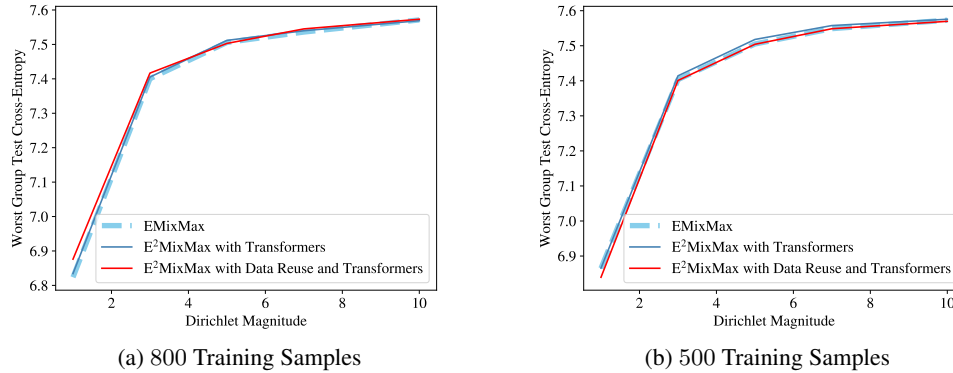 7.6
7.5
7.4
7.3
7.2
7.1
7.0
6.9
6.8
Worst Group Test Cross-Entropy
EMixMax
E²MixMax with Transformers
E²MixMax with Data Reuse and Transformers
2 4 6 8 10
Dirichlet Magnitude
(a) 800 Training Samples
7.6
7.5
7.4
7.3
7.2
7.1
7.0
6.9
Worst Group Test Cross-Entropy
EMixMax
E²MixMax with Transformers
E²MixMax with Data Reuse and Transformers
2 4 6 8 10
Dirichlet Magnitude
(b) 500 Training Samples